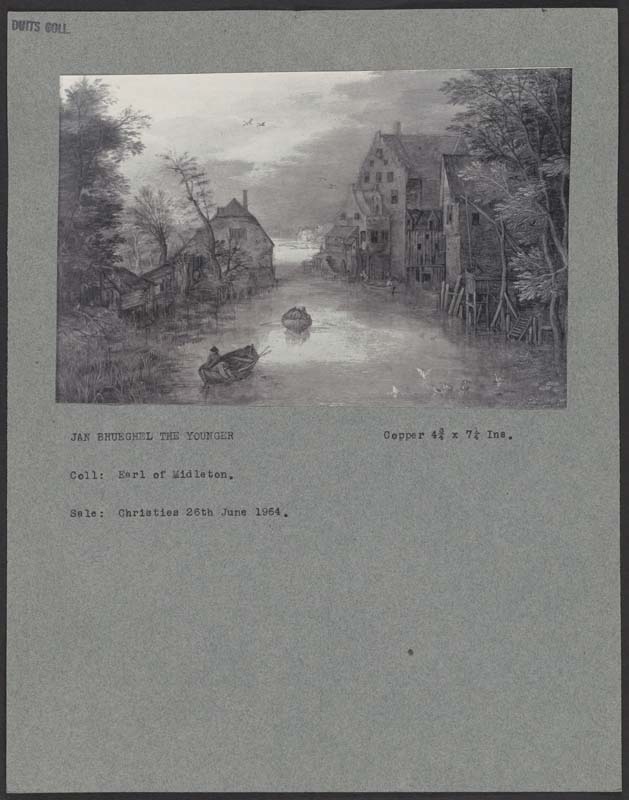 DUITS COLL.
JAN BHUEGHEL THE YOUNGER
Copper 4¾ x 7¼ Ins.
Coll: Earl of Midleton.
Sale: Christies 26th June 1964.